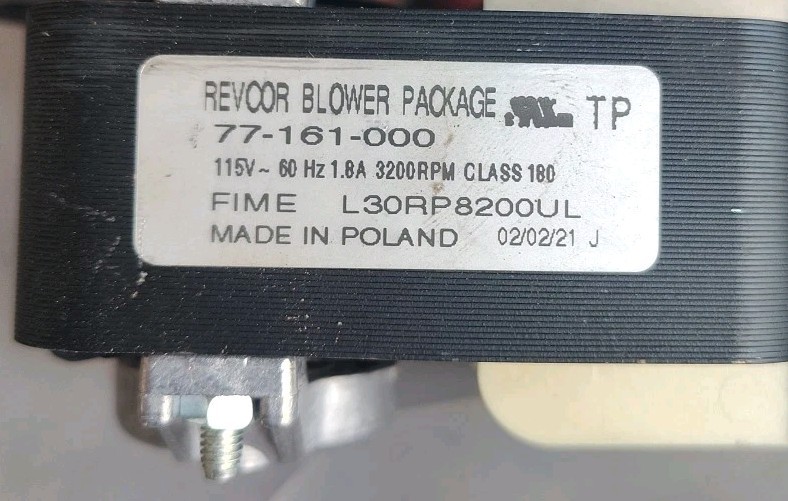 REVCOR BLOWER PACKAGE TP
77-161-000
115V~ 60 Hz 1.8A 3200RPM CLASS 180
FIME L30RP8200UL
MADE IN POLAND 02/02/21 J